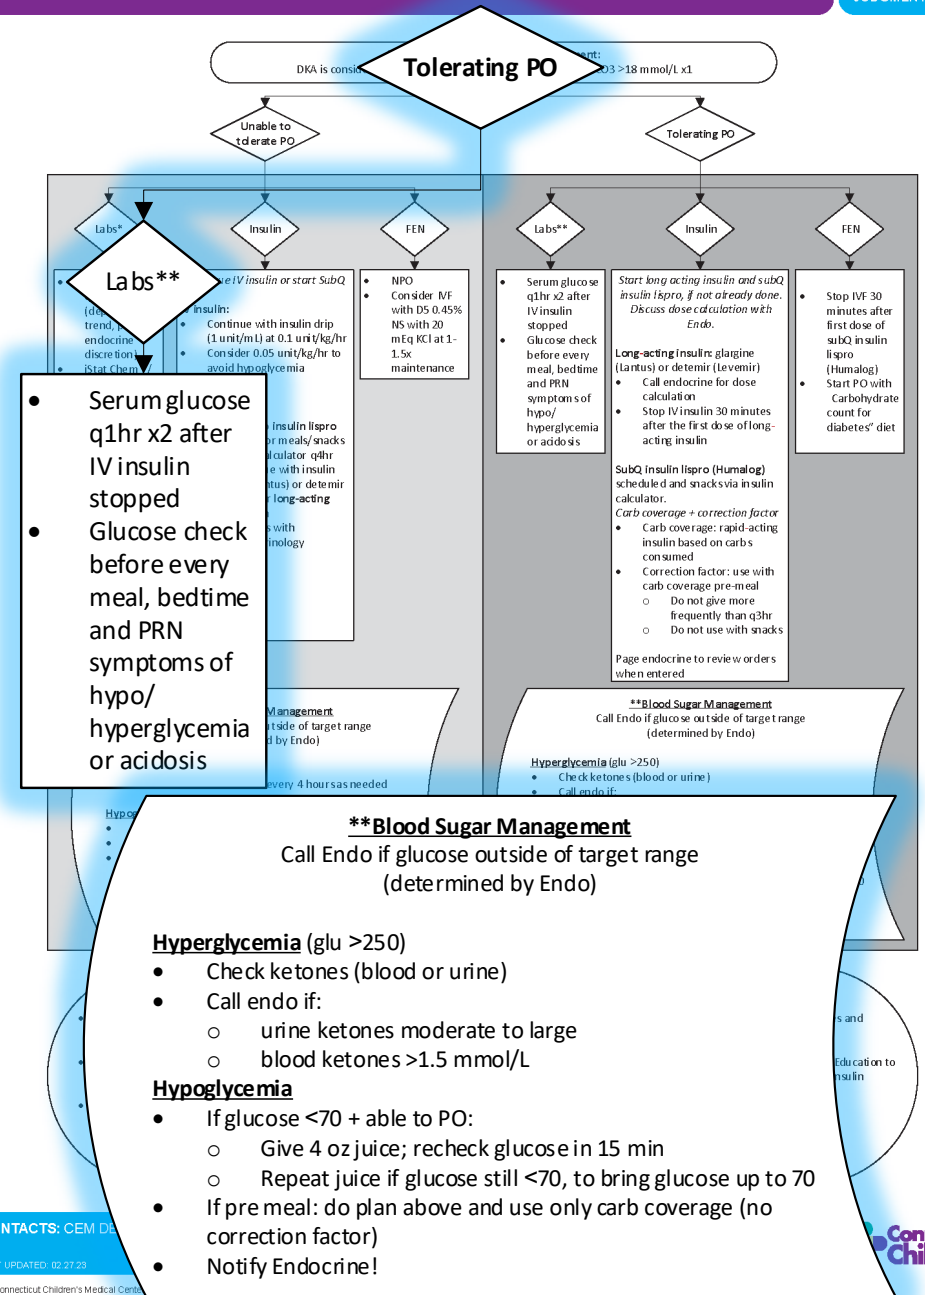 Tolerating PO
DKA is
>18 mmol/L x1
Unable to
tolerate PO
Tolerating PO
Labs*
Insulin
FEN
Labs**
Insulin
FEN
Labs**
IV insulin or start SubQ
insulin:
• Continue with insulin drip
(1 unit/mL) at 0.1 unit/kg/hr
• Consider 0.05 unit/kg/hr to
avoid hypoglycemia
insulin lispro
meals/snacks
q4hr
with insulin
or detemir
long-acting
with
trend,
endocrine
discretion)
• iStat Chem
• NPO
• Consider IVF
with D5 0.45%
NS with 20
mEq KCl at 1-
1.5x
maintenance
• Serum glucose
q1hr x2 after
IV insulin
stopped
• Glucose check
before every
meal, bedtime
and PRN
symptoms of
hypo/
hyperglycemia
or acidosis
Start long acting insulin and subQ
insulin lispro, if not already done.
Discuss dose calculation with
Endo.
Long-acting insulin: glargine
(Lantus) or detemir (Levemir)
• Call endocrine for dose
calculation
• Stop IV insulin 30 minutes
after the first dose of long-
acting insulin
SubQ insulin lispro (Humalog)
scheduled and snacks via insulin
calculator.
Carb coverage + correction factor
• Carb coverage: rapid-acting
insulin based on carbs
consumed
• Correction factor: use with
carb coverage pre-meal
o Do not give more
frequently than q3hr
o Do not use with snacks
Page endocrine to review orders
when entered
• Stop IVF 30
minutes after
first dose of
subQ insulin
lispro
(Humalog)
• Start PO with
Carbohydrate
count for
diabetes” diet
• Serum glucose
q1hr x2 after
IV insulin
stopped
• Glucose check
before every
meal, bedtime
and PRN
symptoms of
hypo/
hyperglycemia
or acidosis
Management
outside of target range
by Endo)
every 4 hours as needed
**Blood Sugar Management
Call Endo if glucose outside of target range
(determined by Endo)
Hyperglycemia (glu >250)
• Check ketones (blood or urine)
• Call endo if:
**Blood Sugar Management
Call Endo if glucose outside of target range
(determined by Endo)
Hyperglycemia (glu >250)
• Check ketones (blood or urine)
• Call endo if:
o urine ketones moderate to large
o blood ketones >1.5 mmol/L
Hypoglycemia
• If glucose <70 + able to PO:
o Give 4 oz juice; recheck glucose in 15 min
o Repeat juice if glucose still <70, to bring glucose up to 70
• If pre meal: do plan above and use only carb coverage (no
correction factor)
• Notify Endocrine!
and
Education to
CEM
UPDATED: 02.27.23
Children's Medical